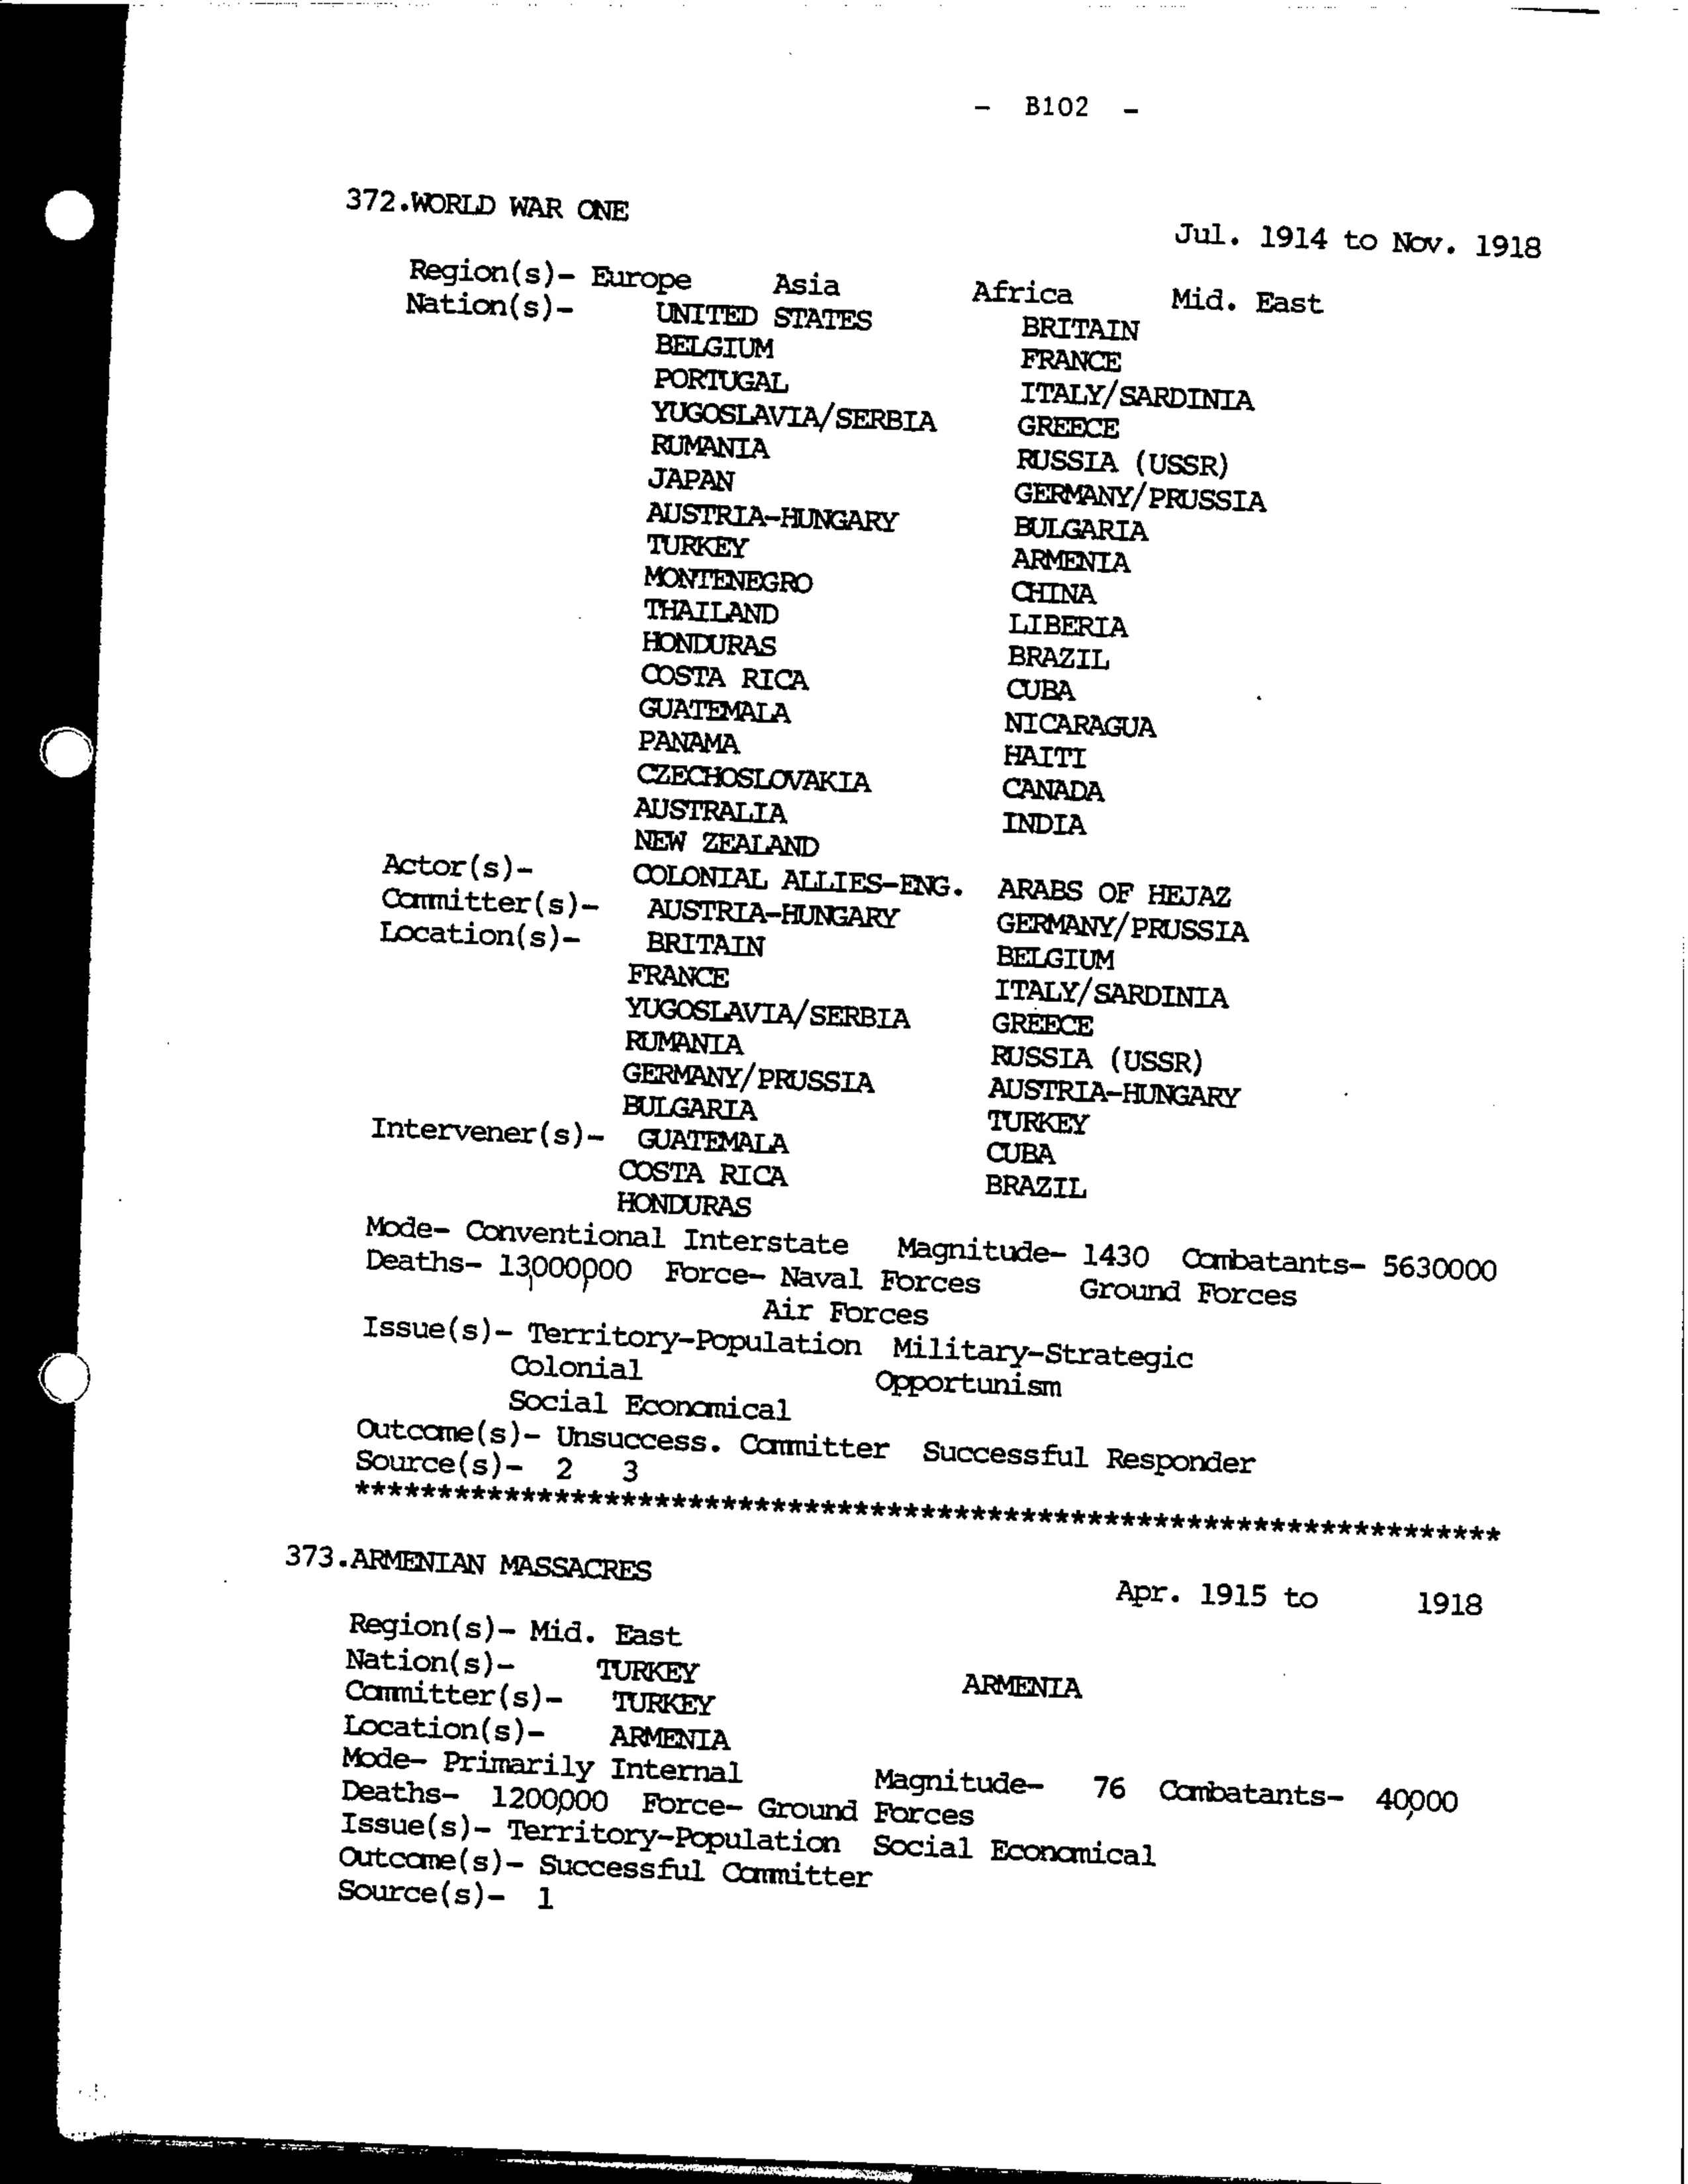 - B102 -
372.WORLD WAR ONE Jul. 1914 to Nov. 1918
Region(s)- Europe Asia Africa Mid. East
Nation(s)- UNITED STATES BRITAIN
BELGIUM FRANCE
PORTUGAL ITALY/SARDINIA
YUGOSLAVIA/SERBIA GREECE
RUMANIA RUSSIA (USSR)
JAPAN GERMANY/PRUSSIA
AUSTRIA-HUNGARY BULGARIA
TURKEY ARMENIA
MONTENEGRO CHINA
THAILAND LIBERIA
HONDURAS BRAZIL
COSTA RICA CUBA
GUATEMALA NICARAGUA
PANAMA HAITI
CZECHOSLOVAKIA CANADA
AUSTRALIA INDIA
NEW ZEALAND
Actor(s)- COLONIAL ALLIES-ENG. ARABS OF HEJAZ
Committer(s)- AUSTRIA-HUNGARY GERMANY/PRUSSIA
Location(s)- BRITAIN BELGIUM
FRANCE ITALY/SARDINIA
YUGOSLAVIA/SERBIA GREECE
RUMANIA RUSSIA (USSR)
GERMANY/PRUSSIA AUSTRIA-HUNGARY
BULGARIA TURKEY
Intervener(s)- GUATEMALA CUBA
COSTA RICA BRAZIL
HONDURAS
Mode- Conventional Interstate Magnitude- 1430 Combatants- 5630000
Deaths- 13,000,000 Force- Naval Forces Ground Forces
Air Forces
Issue(s)- Territory-Population Military-Strategic
Colonial Opportunism
Social Economical
Outcome(s)- Unsuccess. Committer Successful Responder
Source(s)- 2 3
*********************************************************************
373.ARMENIAN MASSACRES Apr. 1915 to 1918
Region(s)- Mid. East
Nation(s)- TURKEY ARMENIA
Committer(s)- TURKEY
Location(s)- ARMENIA
Mode- Primarily Internal Magnitude- 76 Combatants- 40,000
Deaths- 1200,000 Force- Ground Forces
Issue(s)- Territory-Population Social Economical
Outcome(s)- Successful Committer
Source(s)- 1